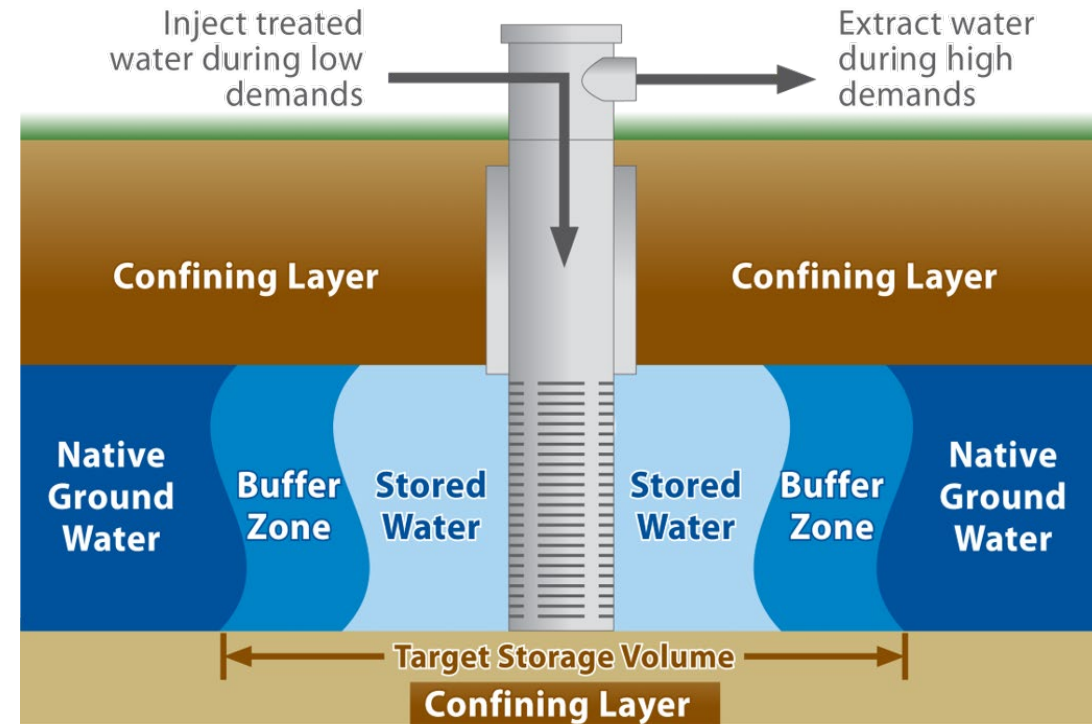 Inject treated
water during low
demands
Extract water
during high
demands
Confining Layer
Confining Layer
Native
Ground
Water
Buffer
Zone
Stored
Water
Stored
Water
Buffer
Zone
Native
Ground
Water
Target Storage Volume
Confining Layer